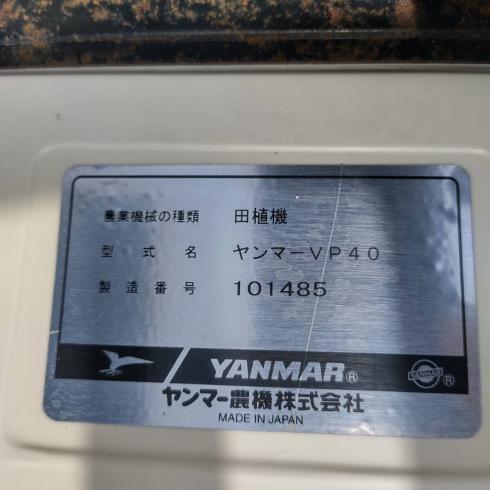 農業機械の種類 田植機
型式名 ヤンマーVP40
製造番号 101485
YANMAR® YANMAR®
ヤンマー農機株式会社
MADE IN JAPAN